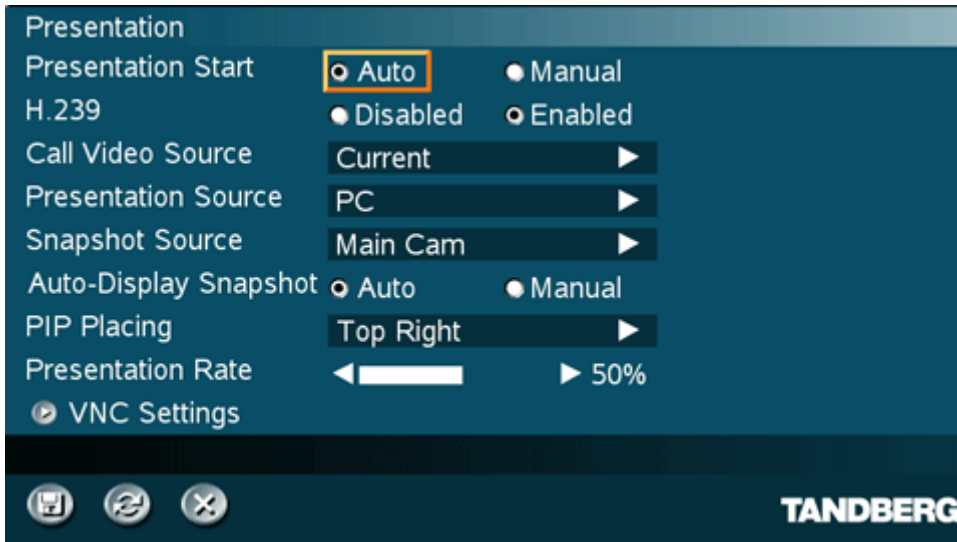 Presentation
Presentation Start Auto Manual
H.239 Disabled Enabled
Call Video Source Current
Presentation Source PC
Snapshot Source Main Cam
Auto-Display Snapshot Auto Manual
PIP Placing Top Right
Presentation Rate 50%
VNC Settings
TANDBERG